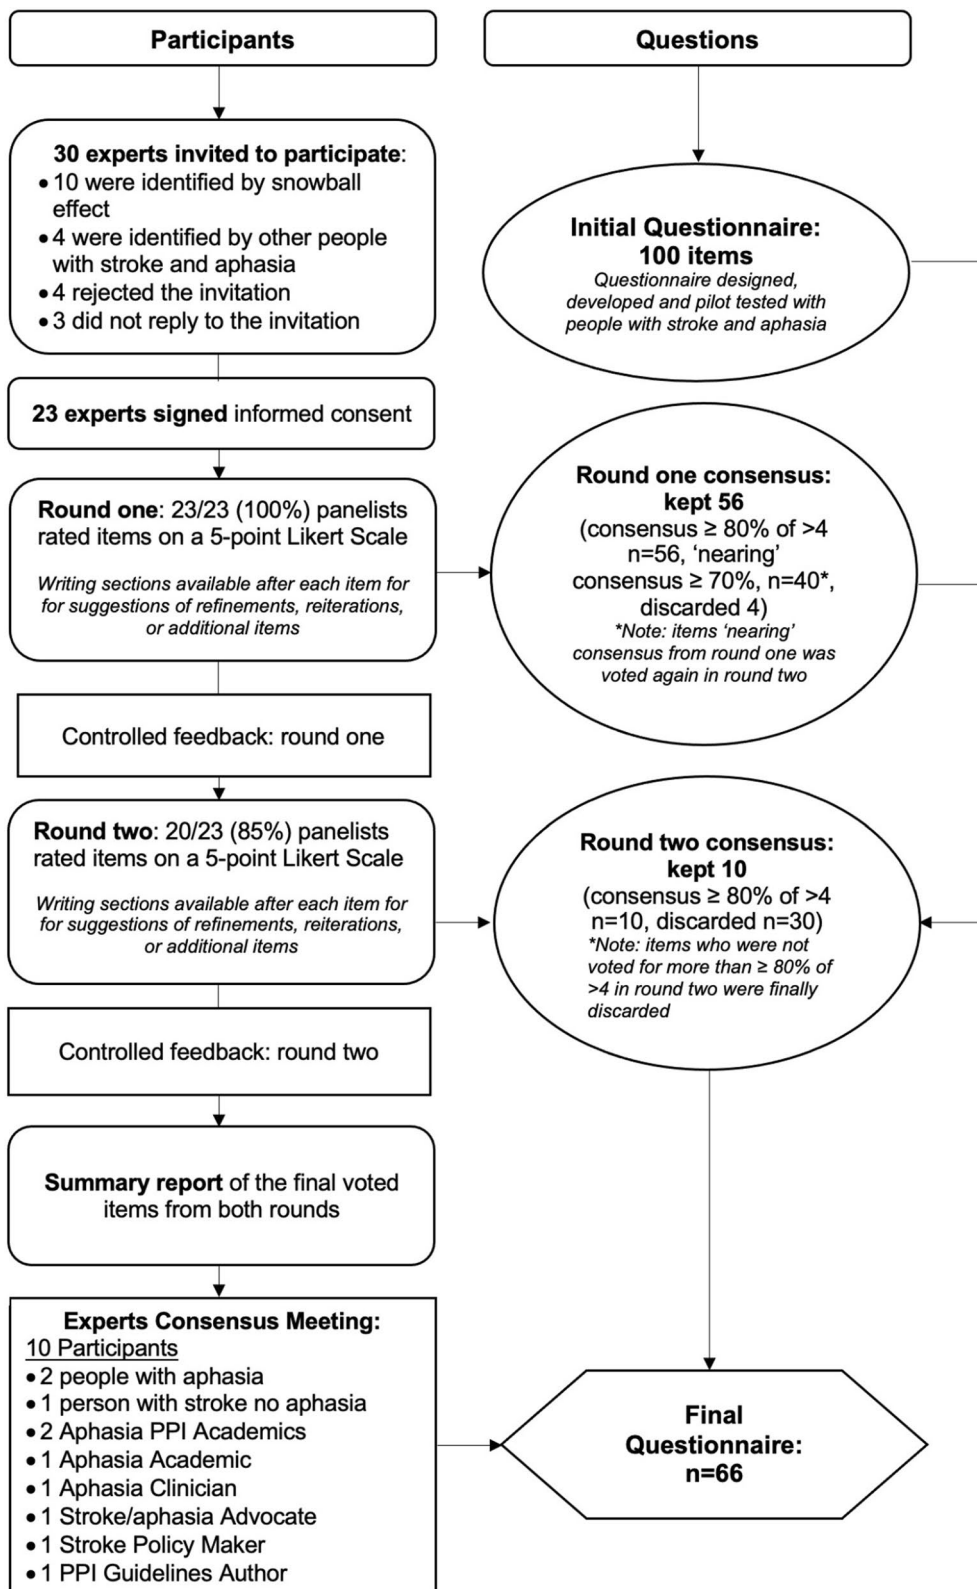 Participants
30 experts invited to participate:
• 10 were identified by snowball
effect
• 4 were identified by other people
with stroke and aphasia
• 4 rejected the invitation
• 3 did not reply to the invitation
23 experts signed informed consent
Round one: 23/23 (100%) panelists
rated items on a 5-point Likert Scale
Writing sections available after each item for
for suggestions of refinements, reiterations,
or additional items
Controlled feedback: round one
Round two: 20/23 (85%) panelists
rated items on a 5-point Likert Scale
Writing sections available after each item for
for suggestions of refinements, reiterations,
or additional items
Controlled feedback: round two
Summary report of the final voted
items from both rounds
Experts Consensus Meeting:
10 Participants
• 2 people with aphasia
• 1 person with stroke no aphasia
• 2 Aphasia PPI Academics
• 1 Aphasia Academic
• 1 Aphasia Clinician
• 1 Stroke/aphasia Advocate
• 1 Stroke Policy Maker
• 1 PPI Guidelines Author
Questions
Initial Questionnaire:
100 items
Questionnaire designed,
developed and pilot tested with
people with stroke and aphasia
Round one consensus:
kept 56
(consensus ≥ 80% of >4
n=56, ‘nearing’
consensus ≥ 70%, n=40*,
discarded 4)
*Note: items ‘nearing’
consensus from round one was
voted again in round two
Round two consensus:
kept 10
(consensus ≥ 80% of >4
n=10, discarded n=30)
*Note: items who were not
voted for more than ≥ 80% of
>4 in round two were finally
discarded
Final
Questionnaire:
n=66